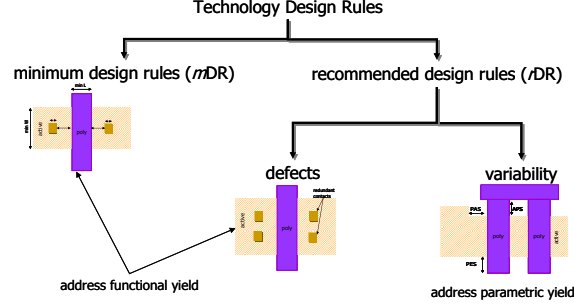 Technology Design Rules
minimum design rules (mDR)
recommended design rules (rDR)
min L
min W
active
poly
defects
variability
redundant
contacts
active
poly
PAS
APS
poly
poly
active
PES
address functional yield
address parametric yield